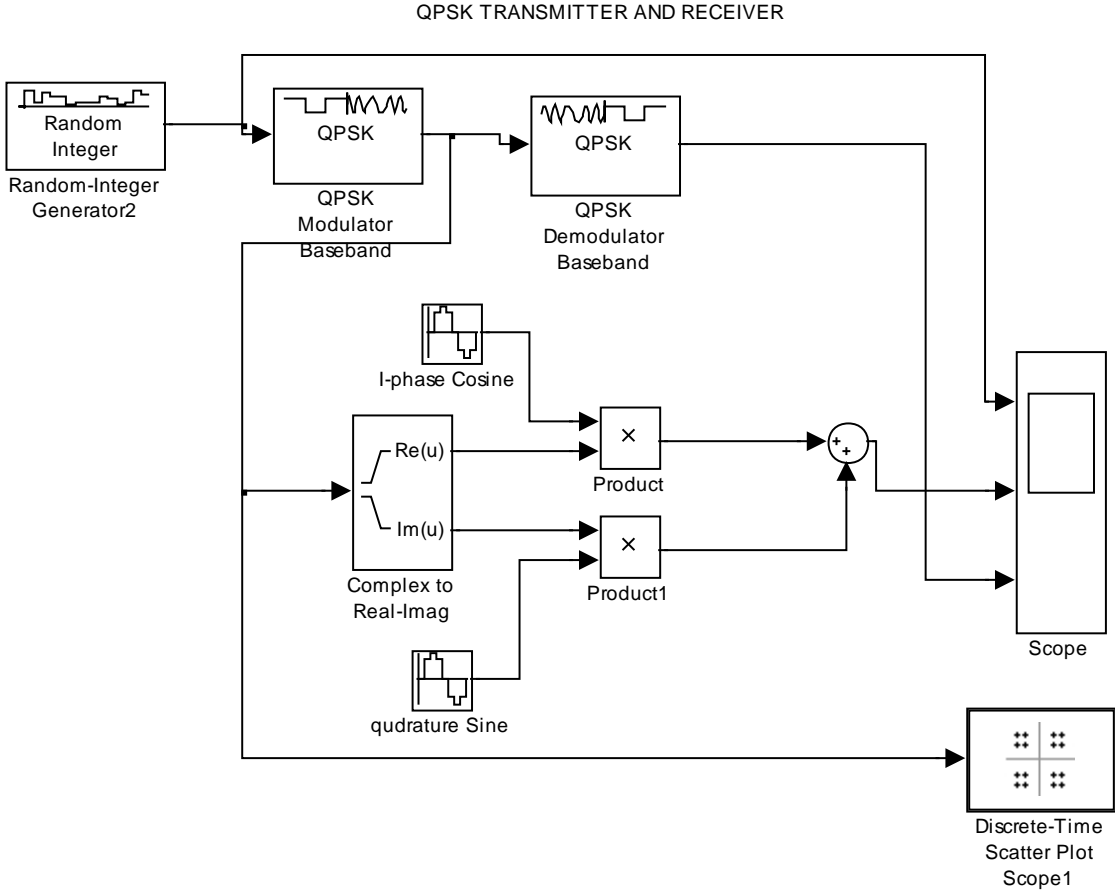 QPSK TRANSMITTER AND RECEIVER
Random
Integer
Random-Integer
Generator2
QPSK
QPSK
Modulator
Baseband
QPSK
QPSK
Demodulator
Baseband
I-phase Cosine
Re(u)
Im(u)
Complex to
Real-Imag
×
Product
×
Product1
+
+
qudrature Sine
Scope
Discrete-Time
Scatter Plot
Scope1